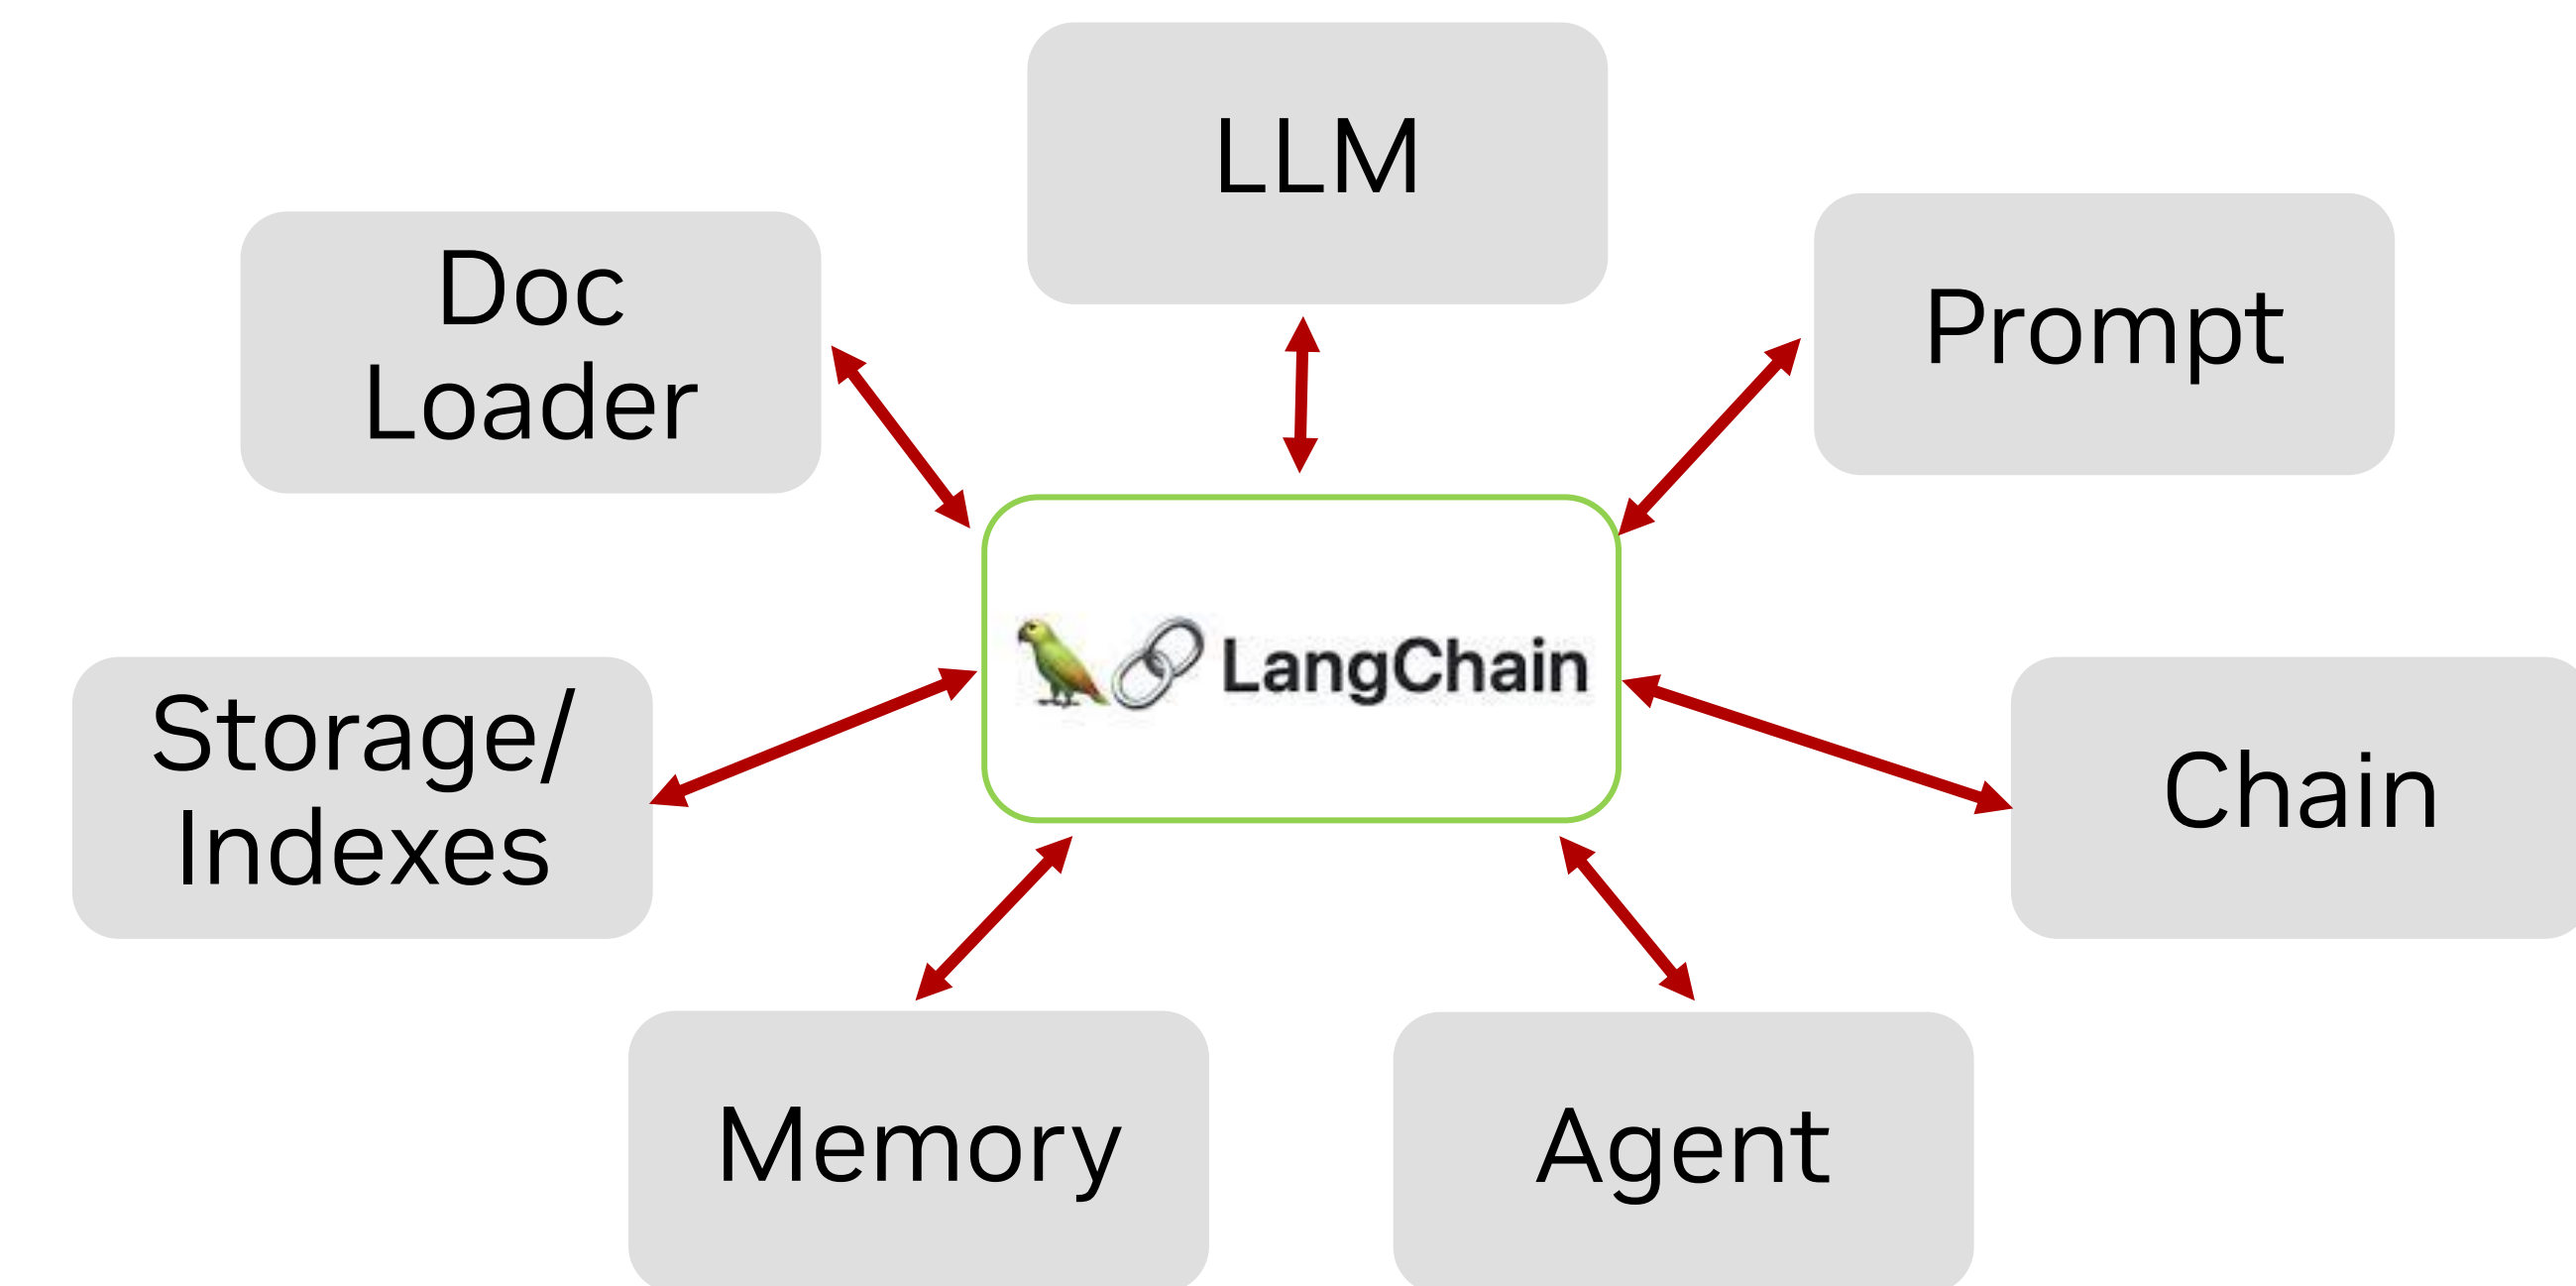 LLM
Doc
Loader
Prompt
LangChain
Storage/
Indexes
Chain
Memory
Agent